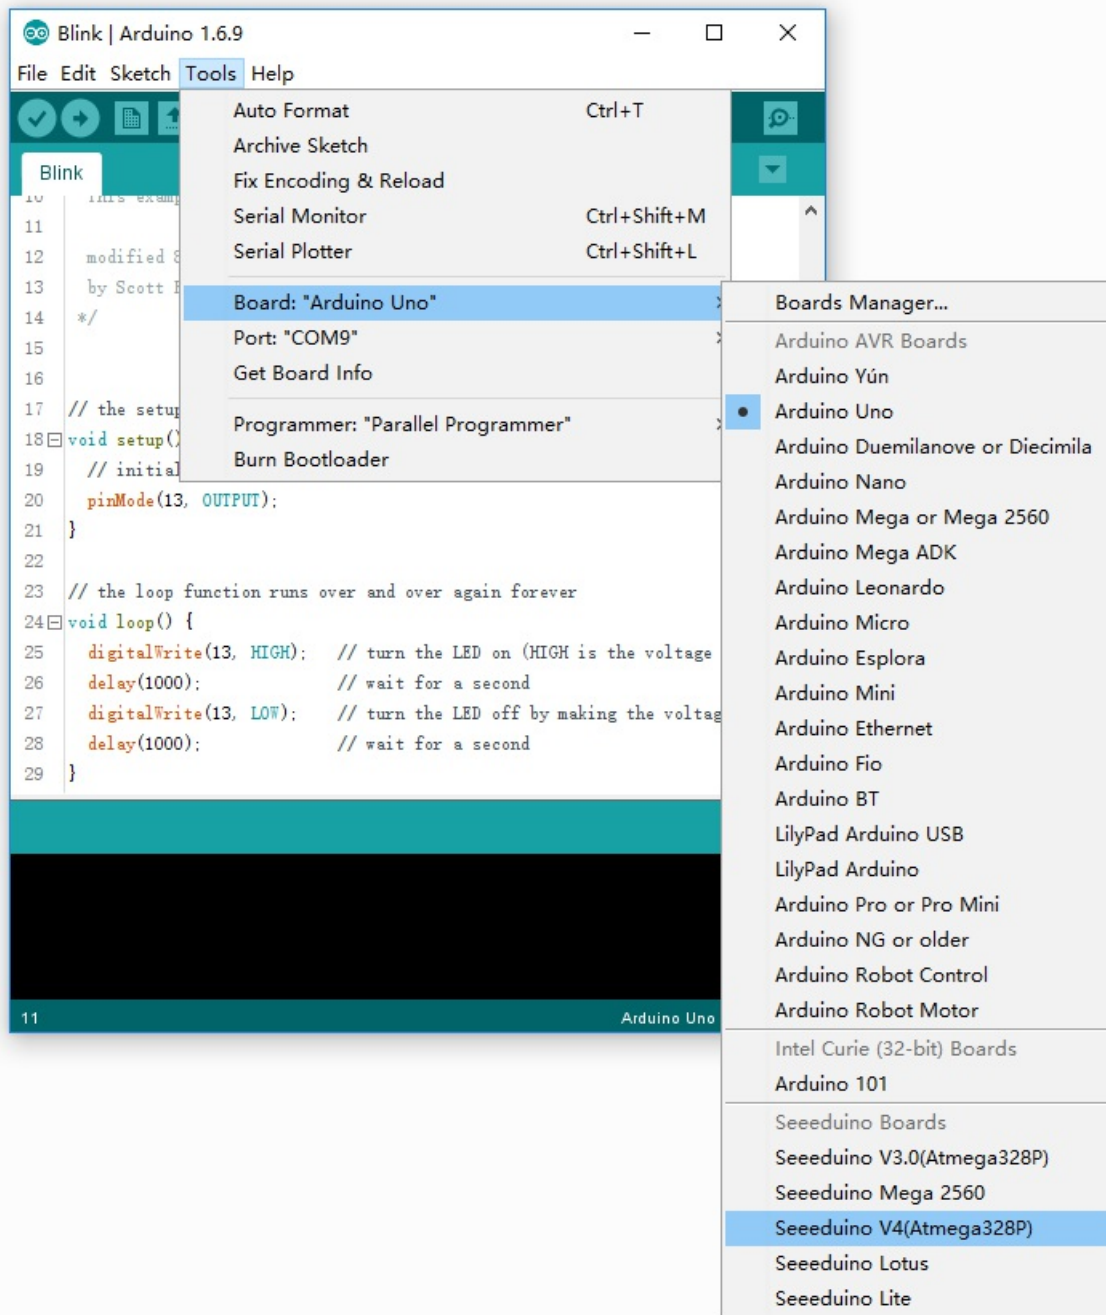 Blink | Arduino 1.6.9
File Edit Sketch Tools Help
Blink
Auto Format Ctrl+T
Archive Sketch
Fix Encoding & Reload
Serial Monitor Ctrl+Shift+M
Serial Plotter Ctrl+Shift+L
Board: "Arduino Uno"
Port: "COM9"
Get Board Info
Programmer: "Parallel Programmer"
Burn Bootloader
10 This examp
11
12 modified 8
13 by Scott F
14 */
15
16
17 // the setup
18 void setup()
19 // initial
20 pinMode(13, OUTPUT);
21 }
22
23 // the loop function runs over and over again forever
24 void loop() {
25 digitalWrite(13, HIGH); // turn the LED on (HIGH is the voltage
26 delay(1000); // wait for a second
27 digitalWrite(13, LOW); // turn the LED off by making the voltag
28 delay(1000); // wait for a second
29 }
11 Arduino Uno
Boards Manager...
Arduino AVR Boards
Arduino Yún
Arduino Uno
Arduino Duemilanove or Diecimila
Arduino Nano
Arduino Mega or Mega 2560
Arduino Mega ADK
Arduino Leonardo
Arduino Micro
Arduino Esplora
Arduino Mini
Arduino Ethernet
Arduino Fio
Arduino BT
LilyPad Arduino USB
LilyPad Arduino
Arduino Pro or Pro Mini
Arduino NG or older
Arduino Robot Control
Arduino Robot Motor
Intel Curie (32-bit) Boards
Arduino 101
Seeeduino Boards
Seeeduino V3.0(Atmega328P)
Seeeduino Mega 2560
Seeeduino V4(Atmega328P)
Seeeduino Lotus
Seeeduino Lite